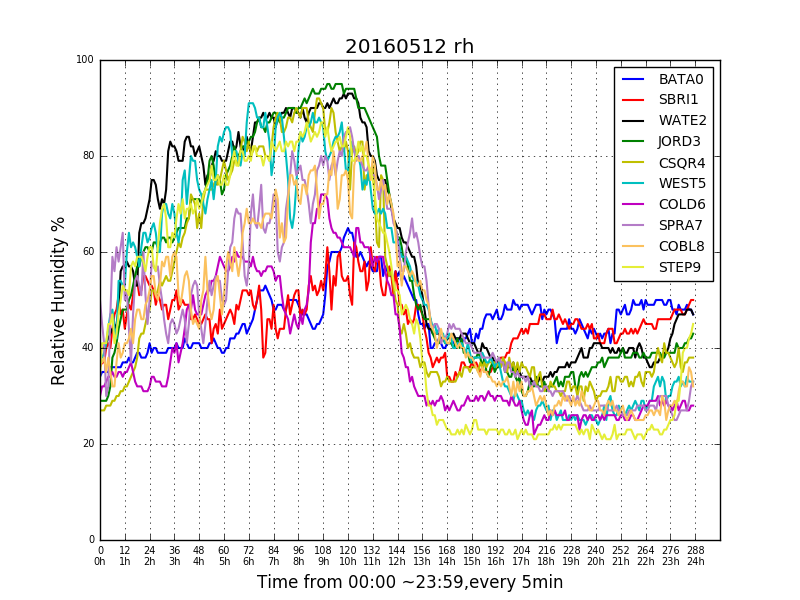 20160512 rh
100
80
60
40
20
0
Relative Humidity %
BATA0
SBRI1
WATE2
JORD3
CSQR4
WEST5
COLD6
SPRA7
COBL8
STEP9
0 12 24 36 48 60 72 84 96 108 120 132 144 156 168 180 192 204 216 228 240 252 264 276 288
0h 1h 2h 3h 4h 5h 6h 7h 8h 9h 10h 11h 12h 13h 14h 15h 16h 17h 18h 19h 20h 21h 22h 23h 24h
Time from 00:00 ~23:59,every 5min